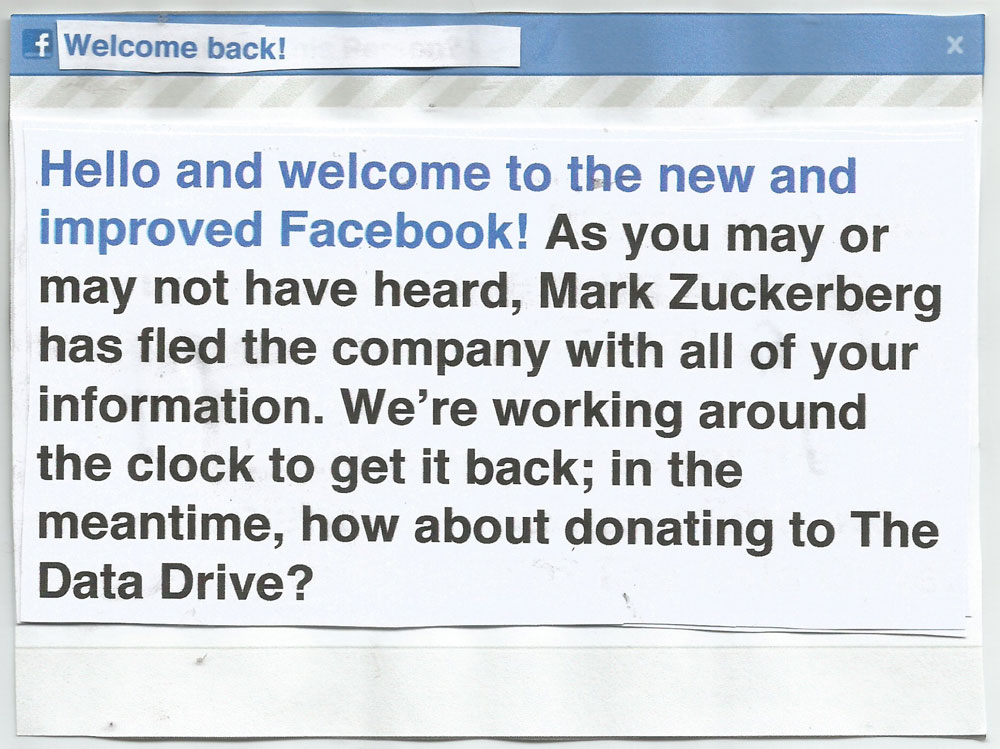 f Welcome back! x
Hello and welcome to the new and
improved Facebook! As you may or
may not have heard, Mark Zuckerberg
has fled the company with all of your
information. We’re working around
the clock to get it back; in the
meantime, how about donating to The
Data Drive?